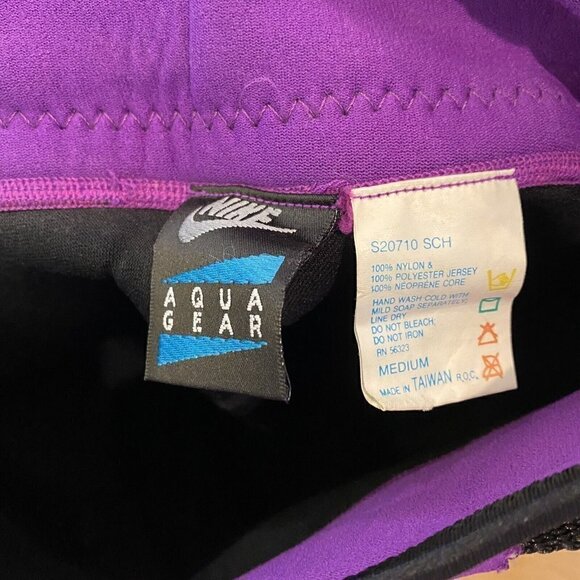 NIKE
AQUA
GEAR
S20710 SCH
100% NYLON &
100% POLYESTER JERSEY
100% NEOPRENE CORE
HAND WASH COLD WITH
MILD SOAP SEPARATELY
LINE DRY
DO NOT BLEACH
DO NOT IRON
RN 56323
MEDIUM
MADE IN TAIWAN R.O.C.